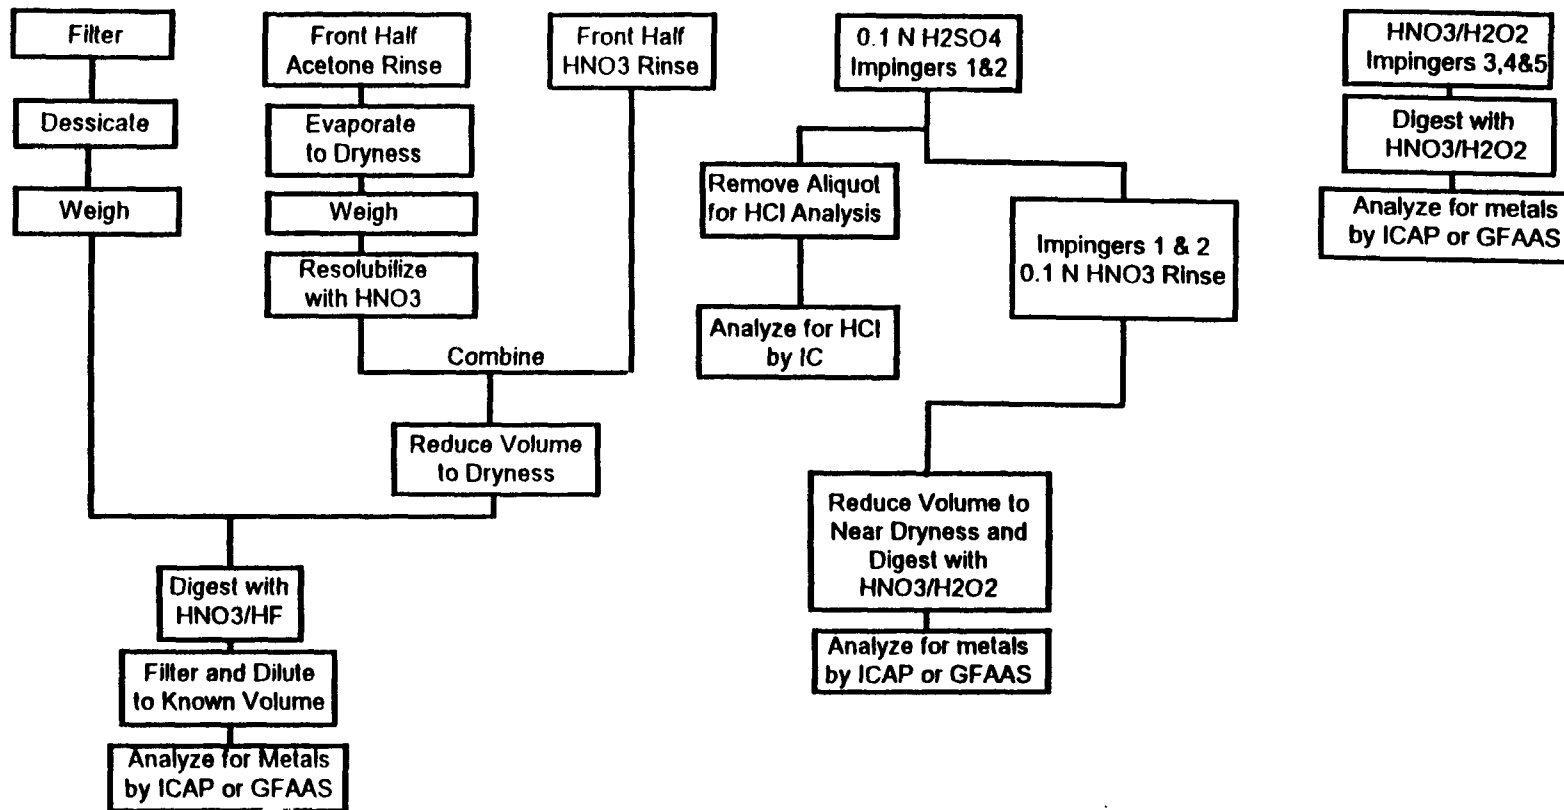 Filter
Dessicate
Weigh
Front Half
Acetone Rinse
Evaporate
to Dryness
Weigh
Resolubilize
with HNO3
Front Half
HNO3 Rinse
Combine
Reduce Volume
to Dryness
Digest with
HNO3/HF
Filter and Dilute
to Known Volume
Analyze for Metals
by ICAP or GFAAS
0.1 N H2SO4
Impingers 1&2
Remove Aliquot
for HCl Analysis
Analyze for HCl
by IC
Impingers 1 & 2
0.1 N HNO3 Rinse
Reduce Volume to
Near Dryness and
Digest with
HNO3/H2O2
Analyze for metals
by ICAP or GFAAS
HNO3/H2O2
Impingers 3,4&5
Digest with
HNO3/H2O2
Analyze for metals
by ICAP or GFAAS